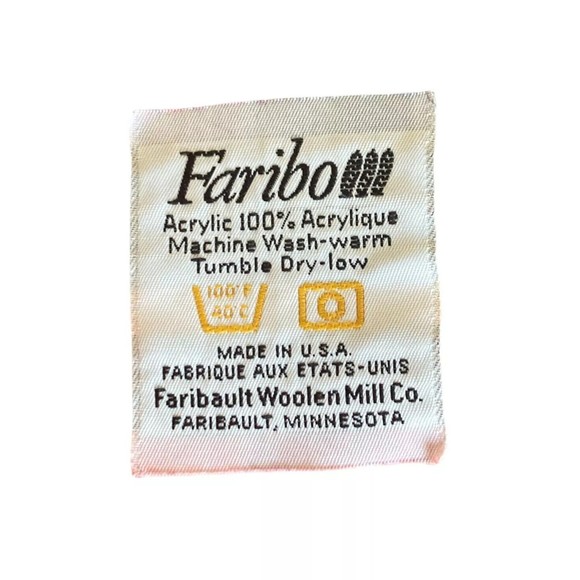 Faribo
Acrylic 100% Acrylique
Machine Wash-warm
Tumble Dry-low
100°F
40°C
MADE IN U.S.A.
FABRIQUE AUX ETATS-UNIS
Faribault Woolen Mill Co.
FARIBAULT, MINNESOTA